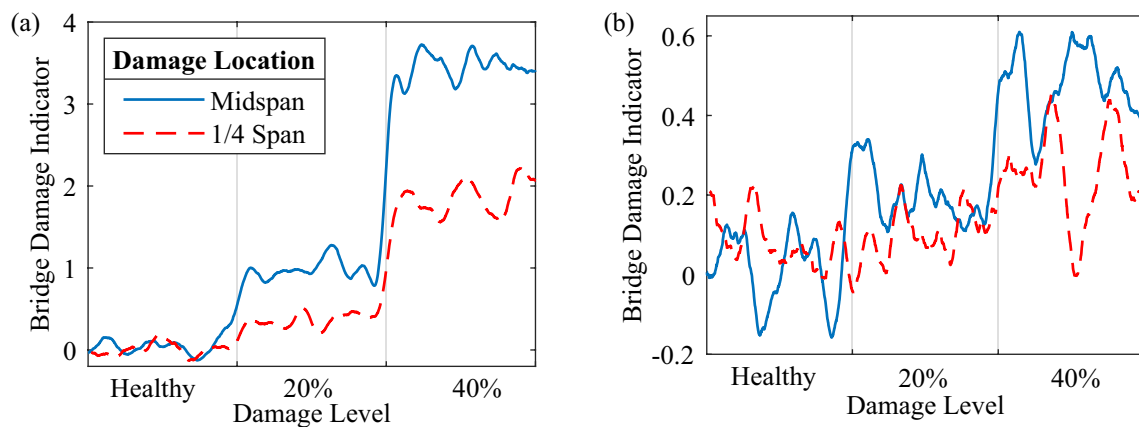 (a)
Bridge Damage Indicator
4
3
2
1
0
Damage Location
Midspan
1/4 Span
Healthy 20% 40%
Damage Level
(b)
Bridge Damage Indicator
0.6
0.4
0.2
0
-0.2
Healthy 20% 40%
Damage Level